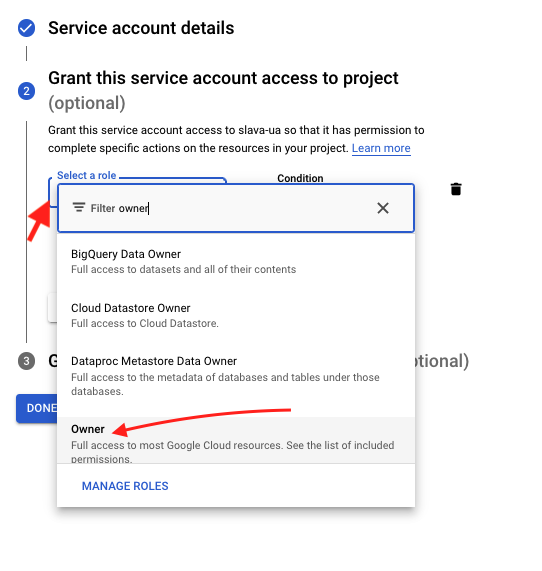 Service account details
2
Grant this service account access to project
(optional)
Grant this service account access to slava-ua so that it has permission to
complete specific actions on the resources in your project. Learn more
Select a role
Condition
Filter owner
BigQuery Data Owner
Full access to datasets and all of their contents
Cloud Datastore Owner
Full access to Cloud Datastore.
3
Dataproc Metastore Data Owner
Full access to the metadata of databases and tables under those
databases.
DONE
Owner
Full access to most Google Cloud resources. See the list of included
permissions.
MANAGE ROLES